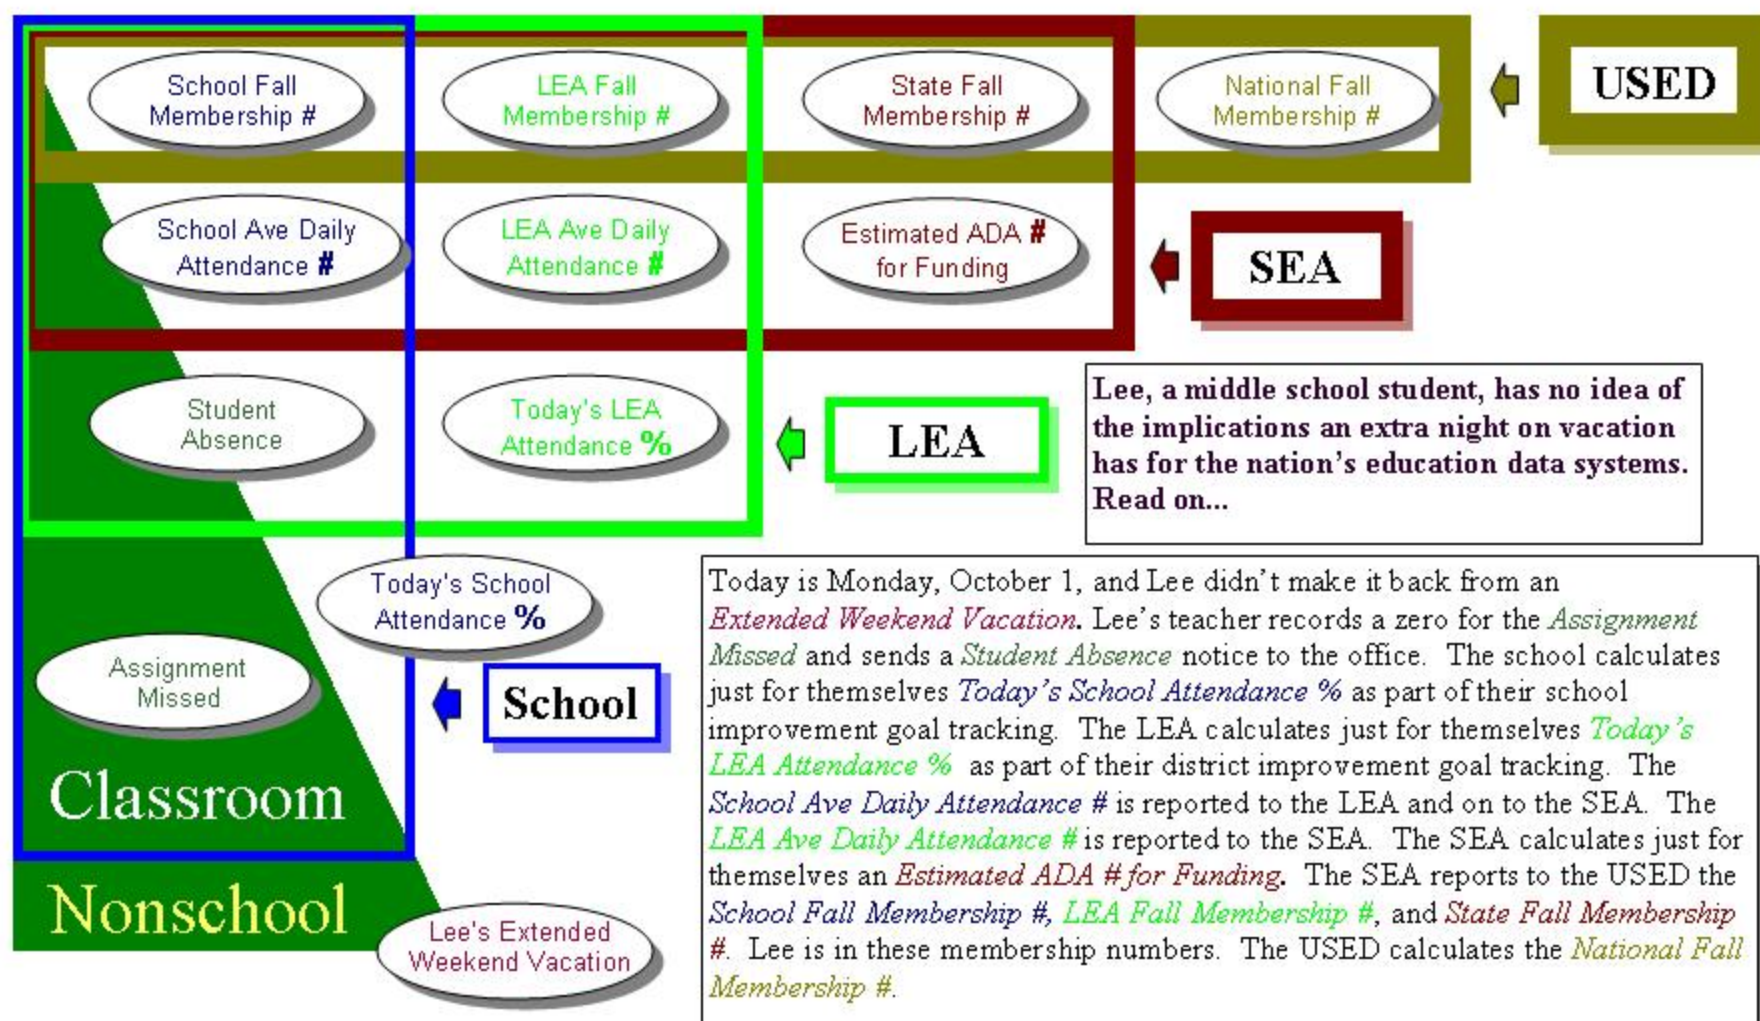 School Fall
Membership #
LEA Fall
Membership #
State Fall
Membership #
National Fall
Membership #
USED
School Ave Daily
Attendance #
LEA Ave Daily
Attendance #
Estimated ADA #
for Funding
SEA
Student
Absence
Today's LEA
Attendance %
LEA
Lee, a middle school student, has no idea of
the implications an extra night on vacation
has for the nation's education data systems.
Read on...
Today's School
Attendance %
Assignment
Missed
School
Classroom
Nonschool
Lee's Extended
Weekend Vacation
Today is Monday, October 1, and Lee didn't make it back from an
Extended Weekend Vacation. Lee's teacher records a zero for the Assignment
Missed and sends a Student Absence notice to the office. The school calculates
just for themselves Today's School Attendance % as part of their school
improvement goal tracking. The LEA calculates just for themselves Today's
LEA Attendance % as part of their district improvement goal tracking. The
School Ave Daily Attendance # is reported to the LEA and on to the SEA. The
LEA Ave Daily Attendance # is reported to the SEA. The SEA calculates just for
themselves an Estimated ADA # for Funding. The SEA reports to the USED the
School Fall Membership #, LEA Fall Membership #, and State Fall Membership
#. Lee is in these membership numbers. The USED calculates the National Fall
Membership #.